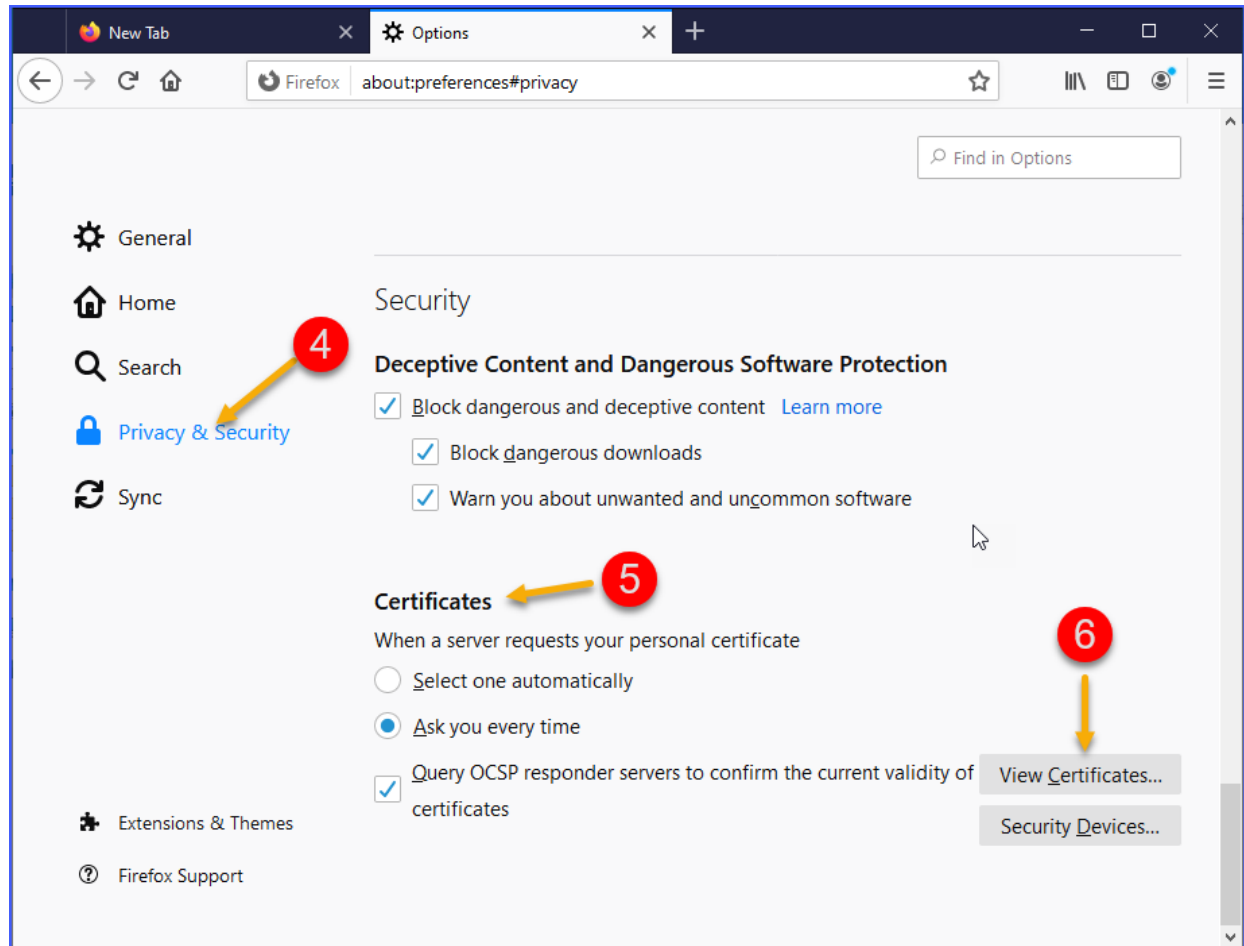 New Tab
Options
Firefox
about:preferences#privacy
Find in Options
General
Home
Search
4
Privacy & Security
Sync
Security
Deceptive Content and Dangerous Software Protection
Block dangerous and deceptive content Learn more
Block dangerous downloads
Warn you about unwanted and uncommon software
Certificates
5
When a server requests your personal certificate
6
Select one automatically
Ask you every time
Query OCSP responder servers to confirm the current validity of
certificates
View Certificates...
Security Devices...
Extensions & Themes
Firefox Support